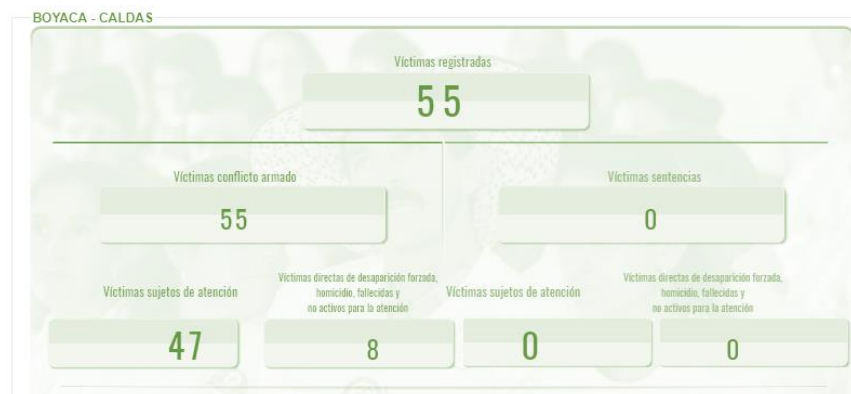 BOYACA - CALDAS
Víctimas registradas
55
Víctimas conflicto armado
Víctimas sentencias
55
0
Víctimas sujetos de atención
Víctimas directas de desaparición forzada,
homicidio, fallecidas y
no activos para la atención
Víctimas sujetos de atención
Víctimas directas de desaparición forzada,
homicidio, fallecidas y
no activos para la atención
47
8
0
0